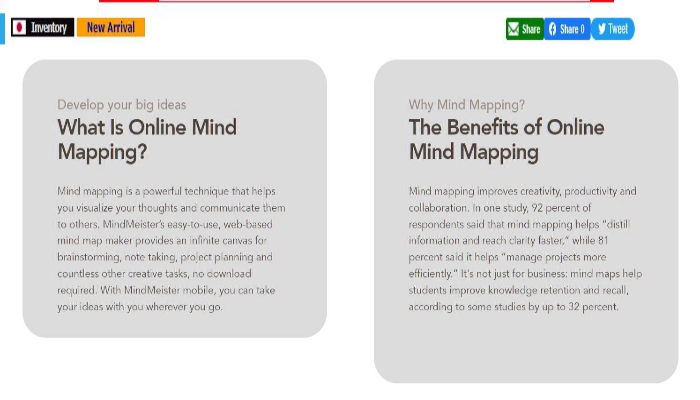 Inventory
New Arrival
Share
Share 0
Tweet
Develop your big ideas
What Is Online Mind
Mapping?
Mind mapping is a powerful technique that helps
you visualize your thoughts and communicate them
to others. MindMeister's easy-to-use, web-based
mind map maker provides an infinite canvas for
brainstorming, note taking, project planning and
countless other creative tasks, no download
required. With MindMeister mobile, you can take
your ideas with you wherever you go.
Why Mind Mapping?
The Benefits of Online
Mind Mapping
Mind mapping improves creativity, productivity and
collaboration. In one study, 92 percent of
respondents said that mind mapping helps “distill
information and reach clarity faster,” while 81
percent said it helps “manage projects more
efficiently.” It's not just for business: mind maps help
students improve knowledge retention and recall,
according to some studies by up to 32 percent.